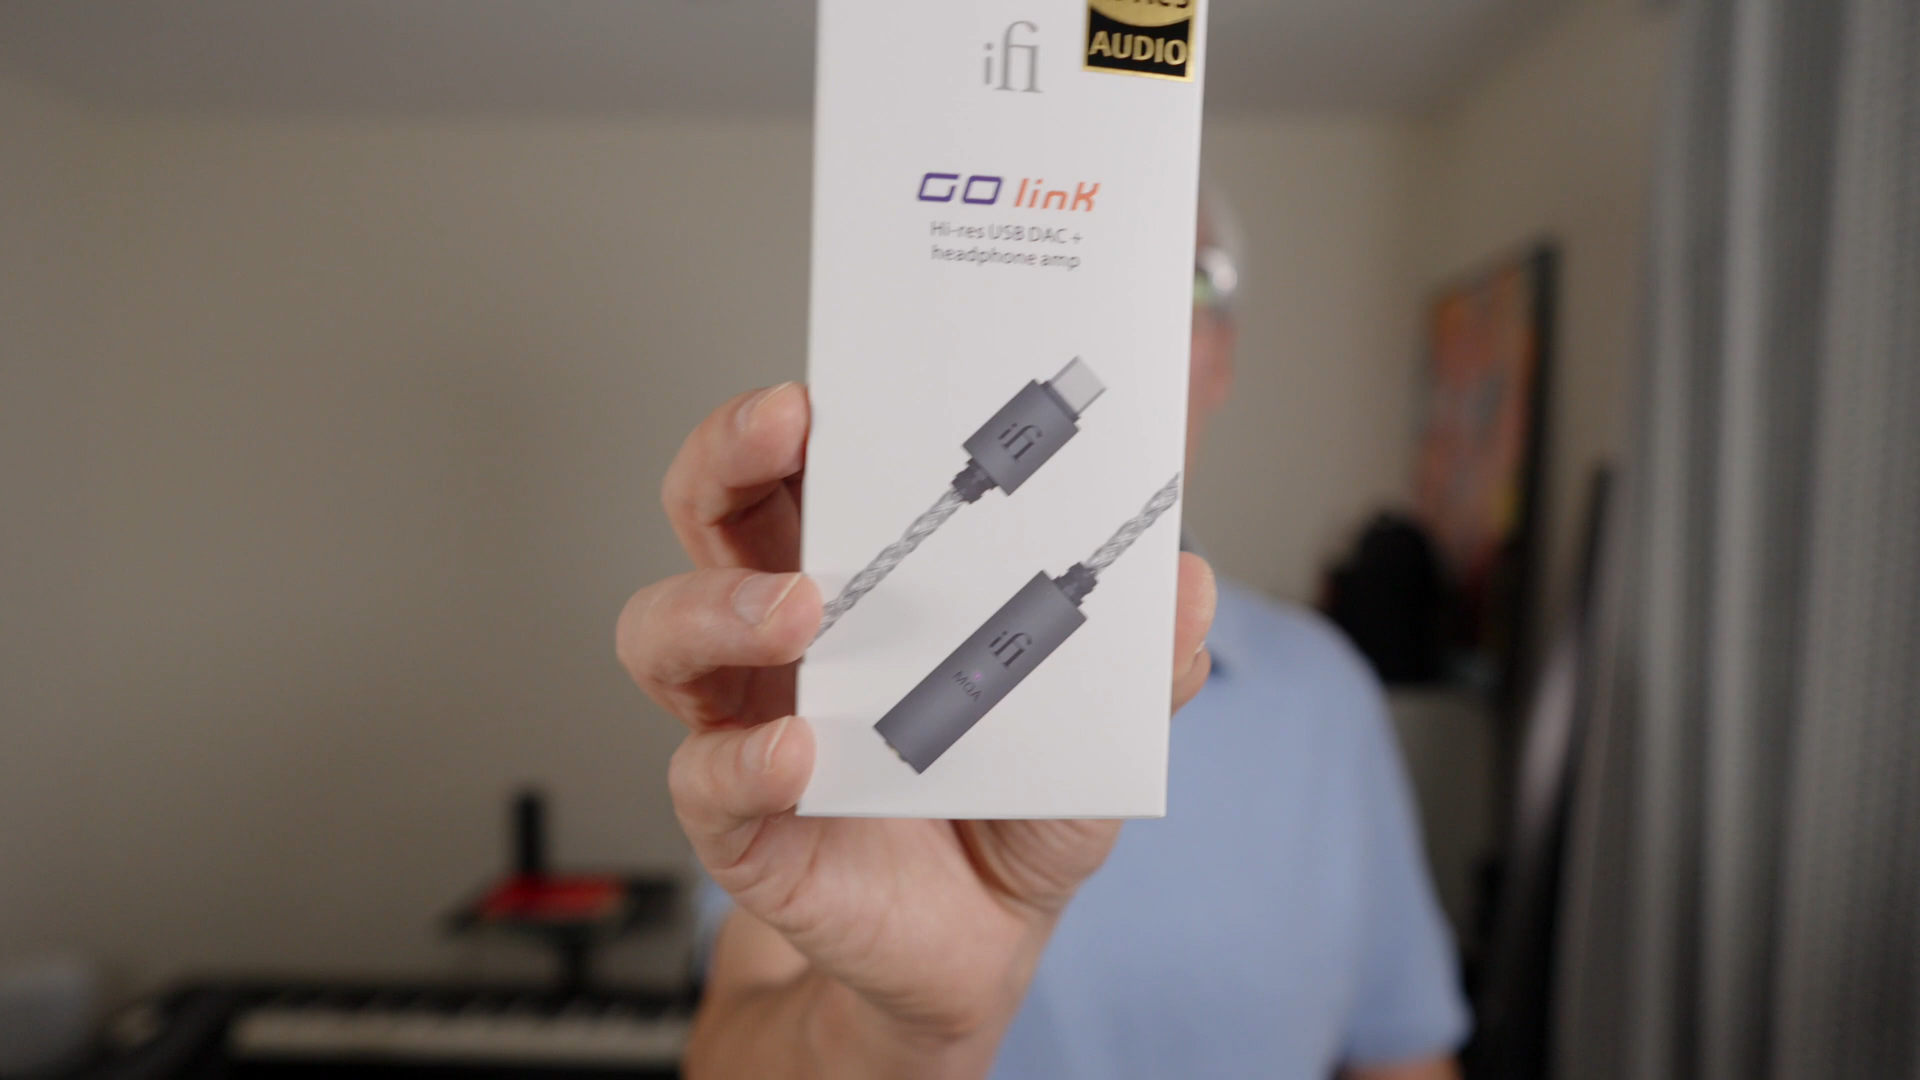 AUDIO
ifi
GO link
Hi-res USB DAC +
headphone amp
ifi
ifi
MQA